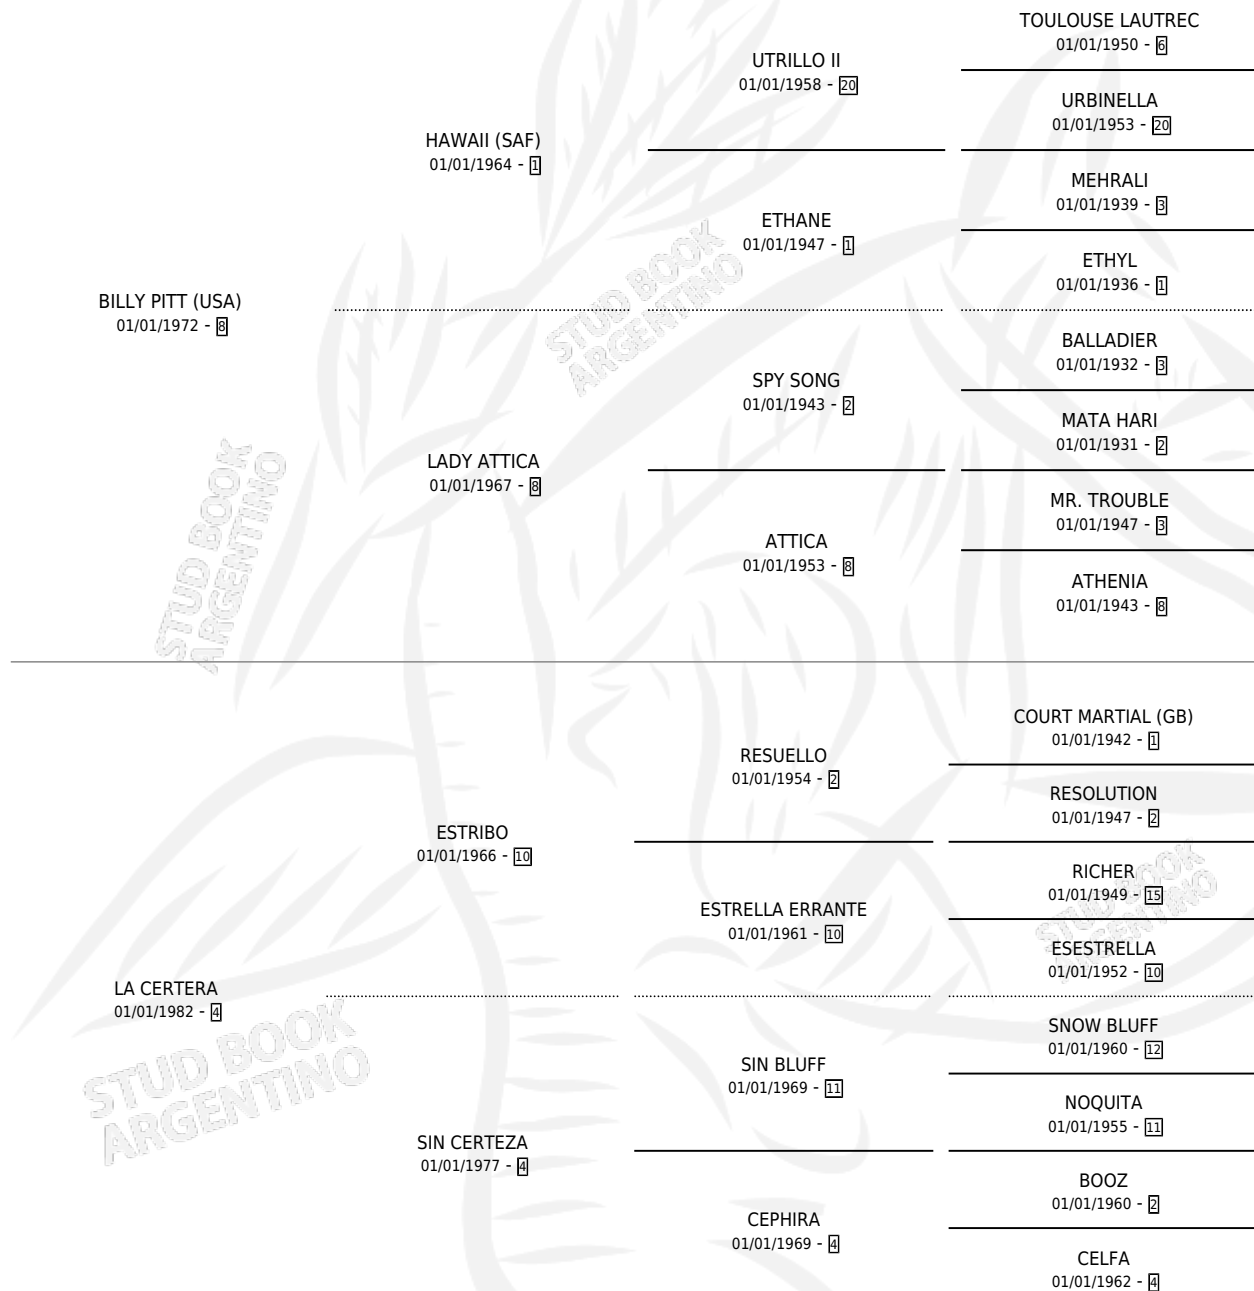 TOULOUSE LAUTREC
01/01/1950 - 6
UTRILLO II
01/01/1958 - 20
URBINELLA
01/01/1953 - 20
HAWAII (SAF)
01/01/1964 - 1
MEHRALI
01/01/1939 - 3
ETHANE
01/01/1947 - 1
ETHYL
01/01/1936 - 1
BILLY PITT (USA)
01/01/1972 - 8
STUD BOOK
ARGENTINO
BALLADIER
01/01/1932 - 3
SPY SONG
01/01/1943 - 2
MATA HARI
01/01/1931 - 2
LADY ATTICA
01/01/1967 - 8
STUD BOOK
ARGENTINO
MR. TROUBLE
01/01/1947 - 3
ATTICA
01/01/1953 - 8
ATHENIA
01/01/1943 - 8
COURT MARTIAL (GB)
01/01/1942 - 1
RESUELLO
01/01/1954 - 2
RESOLUTION
01/01/1947 - 2
ESTRIBO
01/01/1966 - 10
RICHER
01/01/1949 - 15
STUD BOOK
ARGENTINO
ESTRELLA ERRANTE
01/01/1961 - 10
ESESTRELLA
01/01/1952 - 10
LA CERTERA
01/01/1982 - 4
STUD BOOK
ARGENTINO
SNOW BLUFF
01/01/1960 - 12
SIN BLUFF
01/01/1969 - 11
NOQUITA
01/01/1955 - 11
SIN CERTEZA
01/01/1977 - 4
BOOZ
01/01/1960 - 2
CEPHIRA
01/01/1969 - 4
CELFA
01/01/1962 - 4